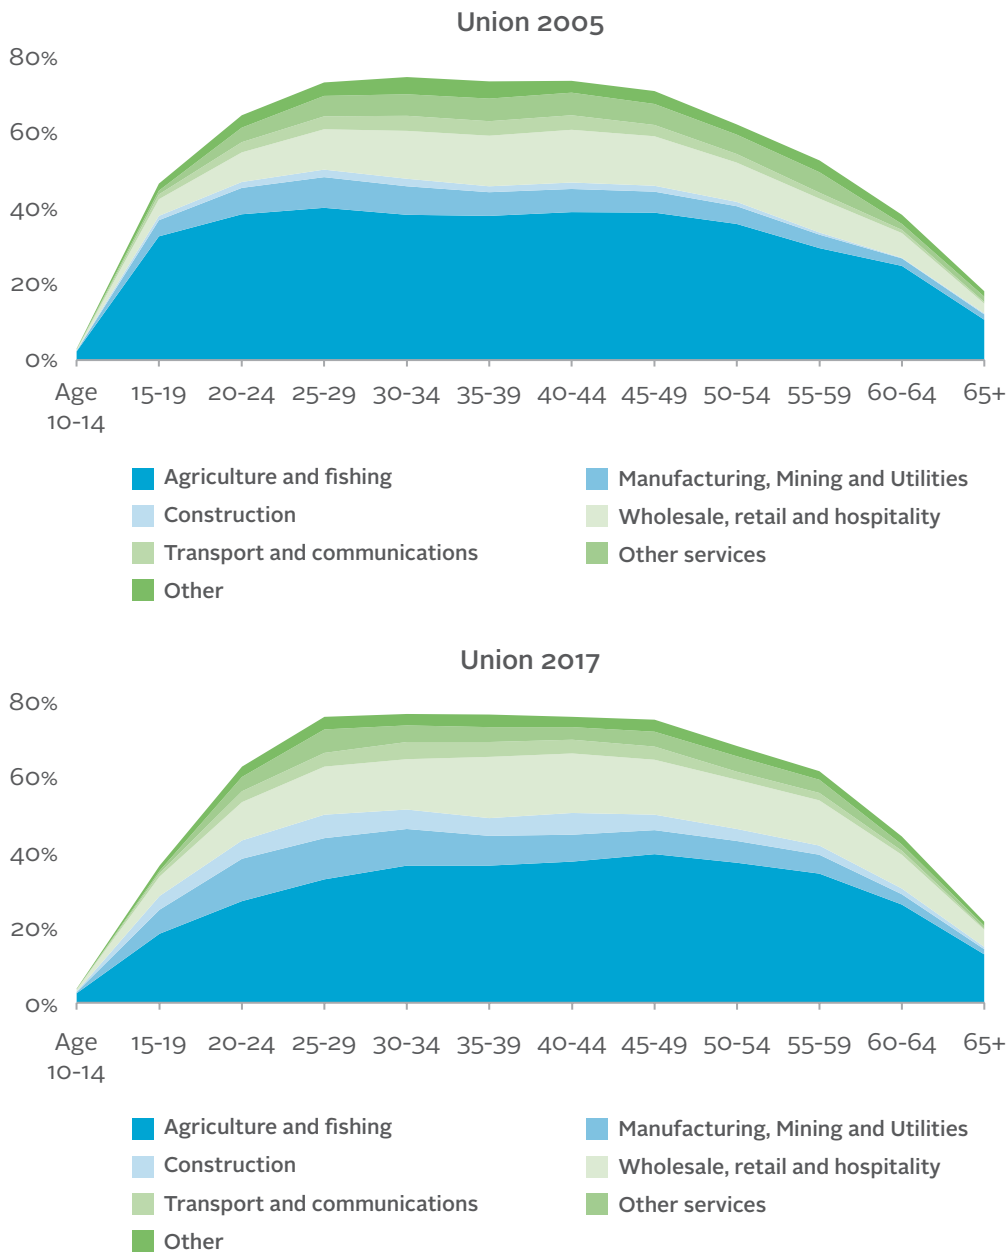 Union 2005
80%
60%
40%
20%
0%
Age 10-14 15-19 20-24 25-29 30-34 35-39 40-44 45-49 50-54 55-59 60-64 65+
Agriculture and fishing
Manufacturing, Mining and Utilities
Construction
Wholesale, retail and hospitality
Transport and communications
Other services
Other
Union 2017
80%
60%
40%
20%
0%
Age 10-14 15-19 20-24 25-29 30-34 35-39 40-44 45-49 50-54 55-59 60-64 65+
Agriculture and fishing
Manufacturing, Mining and Utilities
Construction
Wholesale, retail and hospitality
Transport and communications
Other services
Other